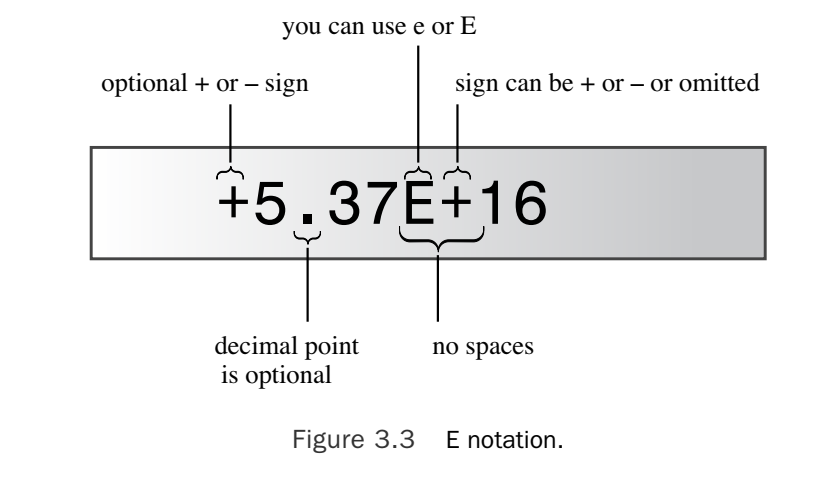 you can use e or E
optional + or – sign
sign can be + or – or omitted
+5.37E+16
decimal point
is optional
no spaces
Figure 3.3 E notation.